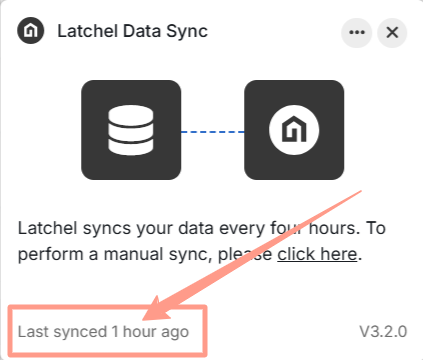 Latchel Data Sync
Latchel syncs your data every four hours. To
perform a manual sync, please click here.
Last synced 1 hour ago
V3.2.0